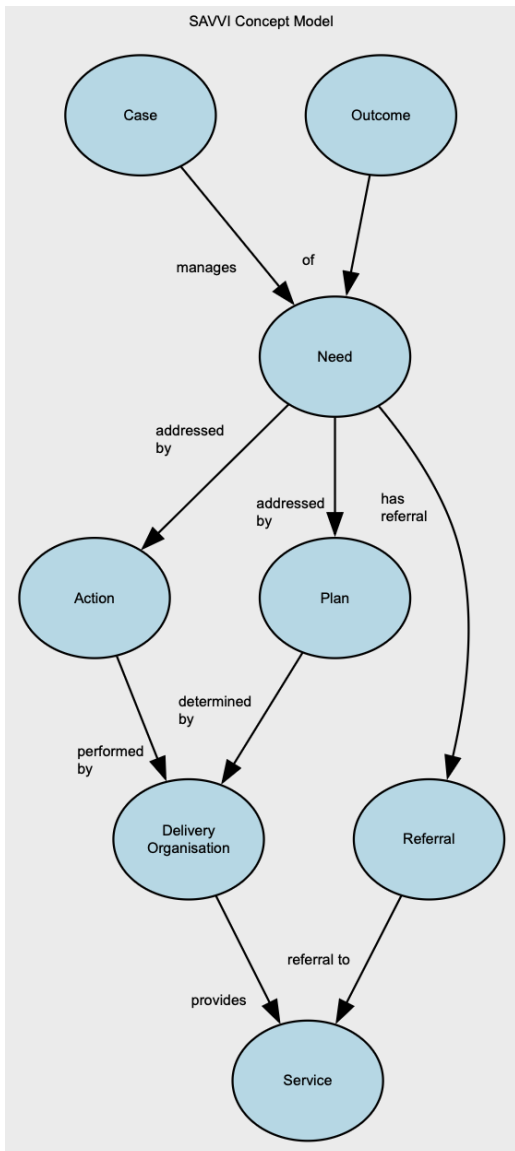 SAVVI Concept Model
Case
Outcome
manages
of
Need
addressed
by
addressed
by
has
referral
Action
Plan
determined
by
performed
by
Delivery
Organisation
Referral
referral to
provides
Service